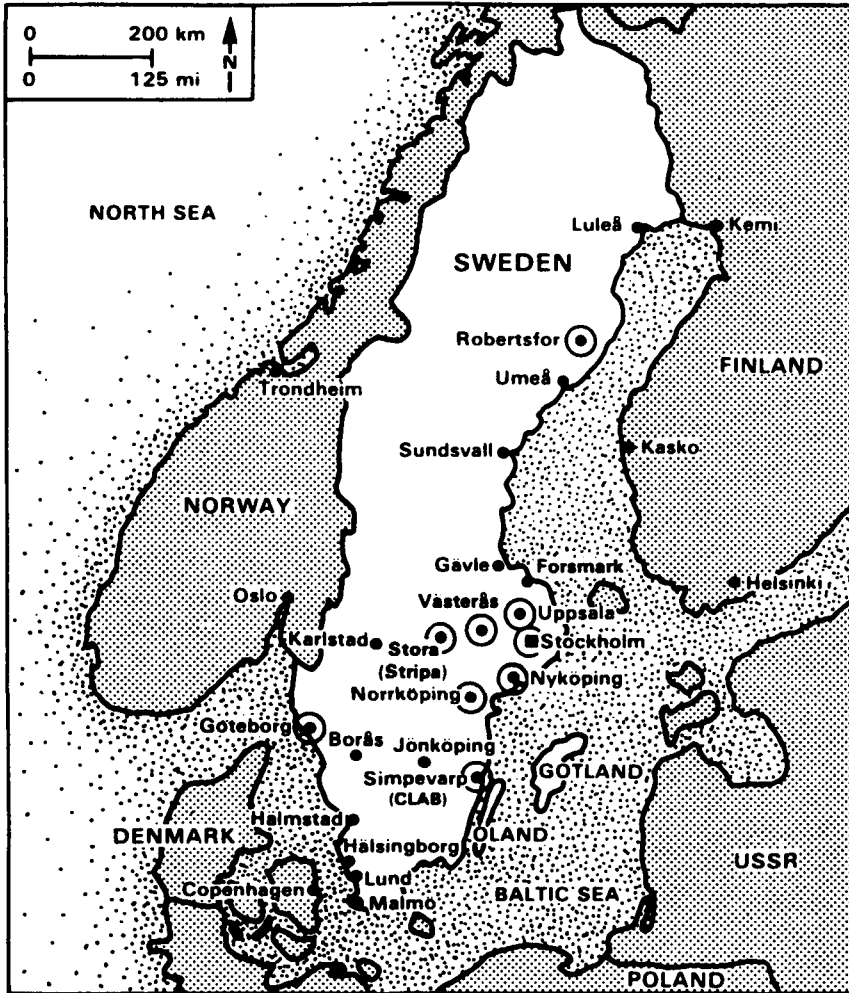 0 200 km
0 125 mi
N
NORTH SEA
Luleå
Kemi
SWEDEN
Robertsfor
FINLAND
Trondheim
Umeå
Sundsvall
Kasko
NORWAY
Gävle
Forsmark
Helsinki
Oslo
Västerås
Uppsala
Karlstad
Stora
(Stripa)
Stockholm
Norrköping
Nyköping
Göteborg
Borås
Jönköping
GOTLAND
Simpevarp
(CLAB)
Halmstad
DENMARK
OLAND
Hälsingborg
USSR
Lund
Copenhagen
BALTIC SEA
Malmö
POLAND